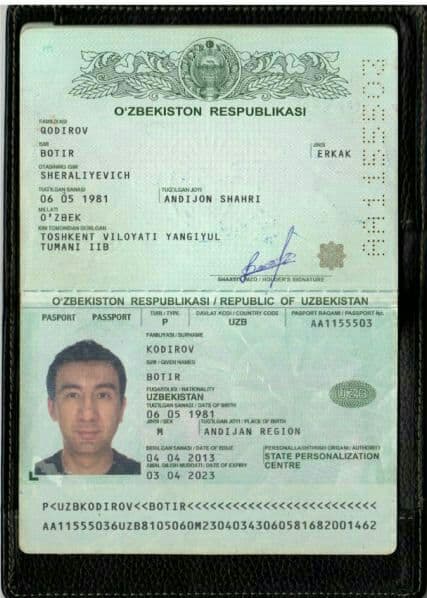 O'ZBEKISTON RESPUBLIKASI
FAMILIYASI
QODIROV
ISMI
BOTIR
JINSI
ERKAK
OTASINING ISMI
SHERALIYEVICH
TUG'ILGAN SANASI TUG'ILGAN JOYI
06 05 1981 ANDIJON SHAHRI
MILLATI
O'ZBEK
KIM TOMONIDAN BERILGAN
TOSHKENT VILOYATI YANGIYUL
TUMANI IIB
AA1155503
SHAXSIY IMZO / HOLDER'S SIGNATURE
O'ZBEKISTON RESPUBLIKASI / REPUBLIC OF UZBEKISTAN
PASPORT PASSPORT
TURI / TYPE DAVLAT KODI / COUNTRY CODE PASPORT RAQAMI / PASSPORT No.
P UZB AA1155503
FAMILIYASI / SURNAME
KODIROV
ISMI / GIVEN NAMES
BOTIR
FUQAROLIGI / NATIONALITY
UZBEKISTAN
TUG'ILGAN SANASI / DATE OF BIRTH
06 05 1981
UZB
JINSI / SEX TUG'ILGAN JOYI / PLACE OF BIRTH
M ANDIJAN REGION
BERILGAN SANASI / DATE OF ISSUE PERSONALLASHTIRISH ORGANI / AUTHORITY
04 04 2013 STATE PERSONALIZATION
AMAL QILISH MUDDATI / DATE OF EXPIRY CENTRE
03 04 2023
P<UZBKODIROV<<BOTIR<<<<<<<<<<<<<<<<<<<<<<<<<
AA11555036UZB8105060M23040343060581682001462